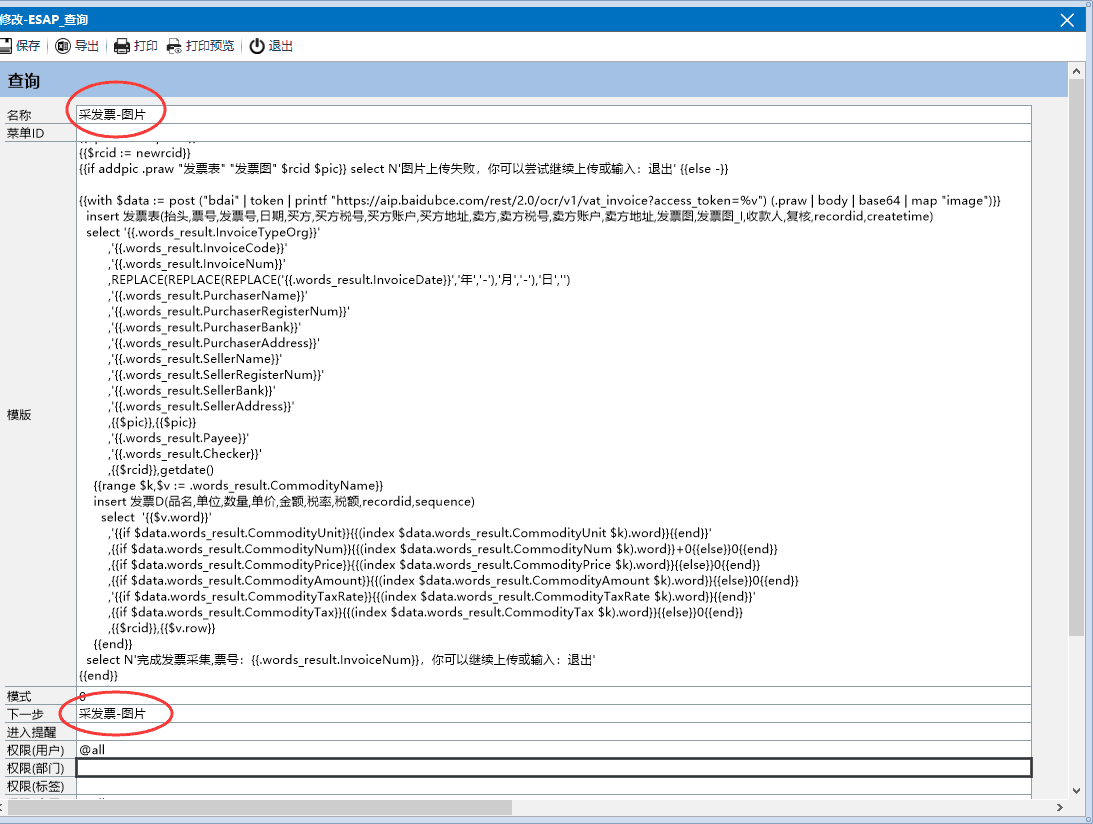 修改-ESAP_查询
保存 导出 打印 打印预览 退出
查询
名称 采发票-图片
菜单ID
{{$rcid := newrcid}}
{{if addpic .praw "发票表" "发票图" $rcid $pic}} select N'图片上传失败，你可以尝试继续上传或输入：退出' {{else -}}
{{with $data := post ("bdai" | token | printf "https://aip.baidubce.com/rest/2.0/ocr/v1/vat_invoice?access_token=%v") (.praw | body | base64 | map "image")}}
insert 发票表(抬头,票号,发票号,日期,买方,买方税号,买方账户,买方地址,卖方,卖方税号,卖方账户,卖方地址,发票图,发票图_I,收款人,复核,recordid,createtime)
select '{{.words_result.InvoiceTypeOrg}}'
,'{{.words_result.InvoiceCode}}'
,'{{.words_result.InvoiceNum}}'
,REPLACE(REPLACE(REPLACE('{{.words_result.InvoiceDate}}','年','-'),'月','-'),'日','')
,'{{.words_result.PurchaserName}}'
,'{{.words_result.PurchaserRegisterNum}}'
,'{{.words_result.PurchaserBank}}'
,'{{.words_result.PurchaserAddress}}'
,'{{.words_result.SellerName}}'
,'{{.words_result.SellerRegisterNum}}'
,'{{.words_result.SellerBank}}'
,'{{.words_result.SellerAddress}}'
模版
,{{$pic}},{{$pic}}
,'{{.words_result.Payee}}'
,'{{.words_result.Checker}}'
,{{$rcid}},getdate()
{{range $k,$v := .words_result.CommodityName}}
insert 发票D(品名,单位,数量,单价,金额,税率,税额,recordid,sequence)
select '{{$v.word}}'
,'{{if $data.words_result.CommodityUnit}}{{(index $data.words_result.CommodityUnit $k).word}}{{end}}'
,{{if $data.words_result.CommodityNum}}{{(index $data.words_result.CommodityNum $k).word}}+0{{else}}0{{end}}
,{{if $data.words_result.CommodityPrice}}{{(index $data.words_result.CommodityPrice $k).word}}{{else}}0{{end}}
,{{if $data.words_result.CommodityAmount}}{{(index $data.words_result.CommodityAmount $k).word}}{{else}}0{{end}}
,'{{if $data.words_result.CommodityTaxRate}}{{(index $data.words_result.CommodityTaxRate $k).word}}{{end}}'
,{{if $data.words_result.CommodityTax}}{{(index $data.words_result.CommodityTax $k).word}}{{else}}0{{end}}
,{{$rcid}},{{$v.row}}
{{end}}
select N'完成发票采集,票号：{{.words_result.InvoiceNum}}，你可以继续上传或输入：退出'
{{end}}
模式 0
下一步 采发票-图片
进入提醒
权限(用户) @all
权限(部门)
权限(标签)